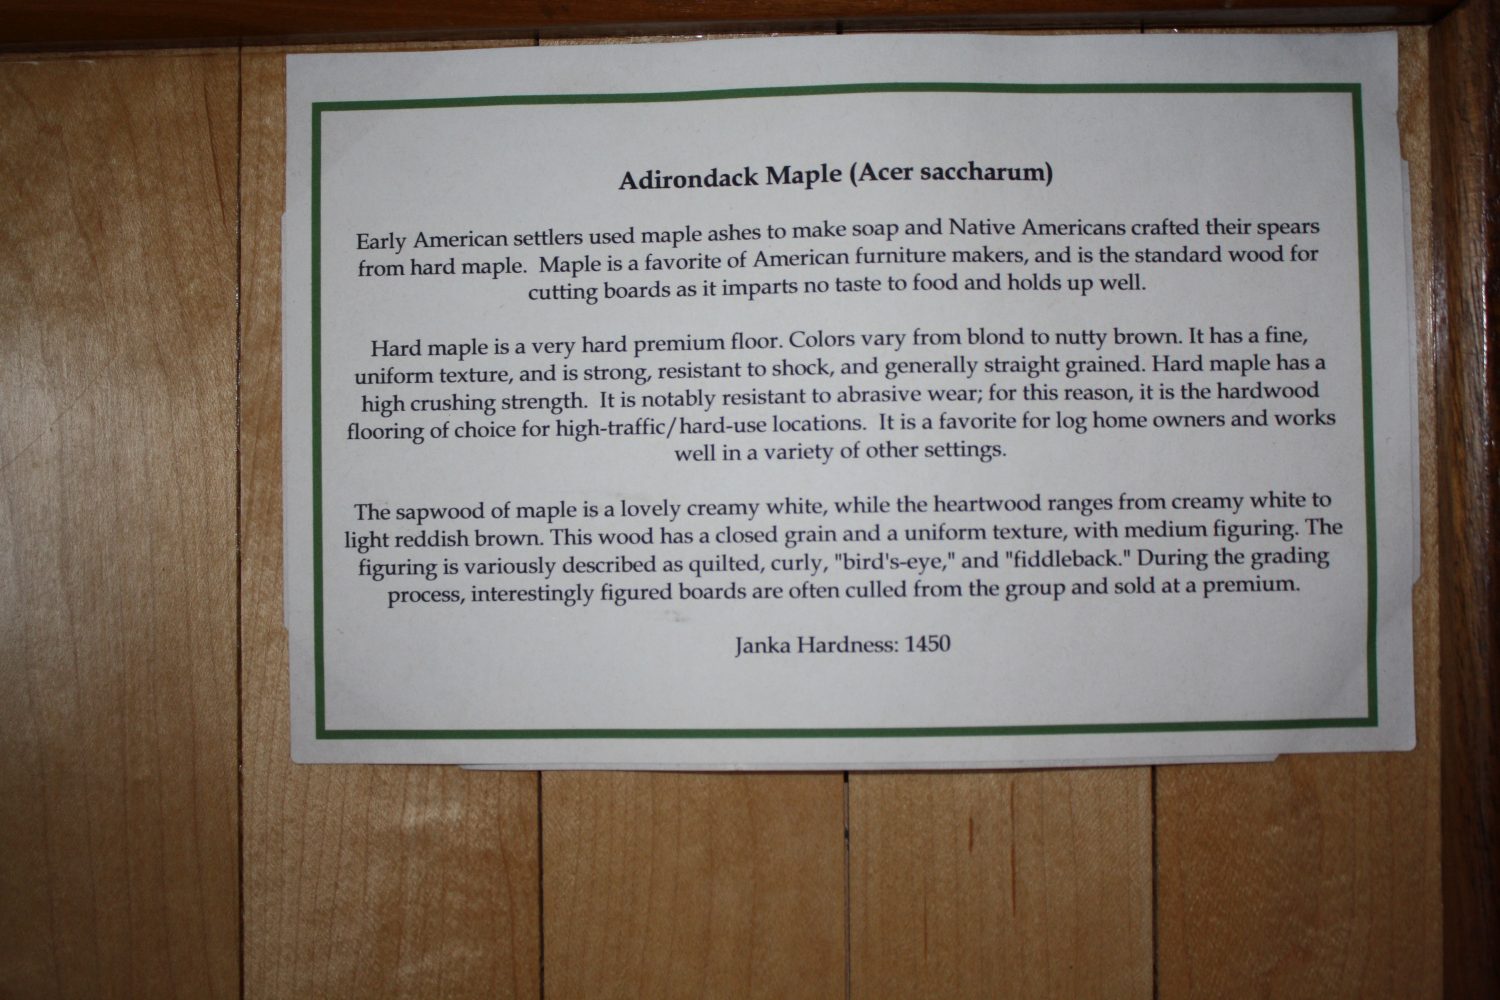 Adirondack Maple (Acer saccharum)
Early American settlers used maple ashes to make soap and Native Americans crafted their spears
from hard maple.  Maple is a favorite of American furniture makers, and is the standard wood for
cutting boards as it imparts no taste to food and holds up well.
Hard maple is a very hard premium floor. Colors vary from blond to nutty brown. It has a fine,
uniform texture, and is strong, resistant to shock, and generally straight grained. Hard maple has a
high crushing strength.  It is notably resistant to abrasive wear; for this reason, it is the hardwood
flooring of choice for high-traffic/hard-use locations.  It is a favorite for log home owners and works
well in a variety of other settings.
The sapwood of maple is a lovely creamy white, while the heartwood ranges from creamy white to
light reddish brown. This wood has a closed grain and a uniform texture, with medium figuring. The
figuring is variously described as quilted, curly, "bird's-eye," and "fiddleback." During the grading
process, interestingly figured boards are often culled from the group and sold at a premium.
Janka Hardness: 1450